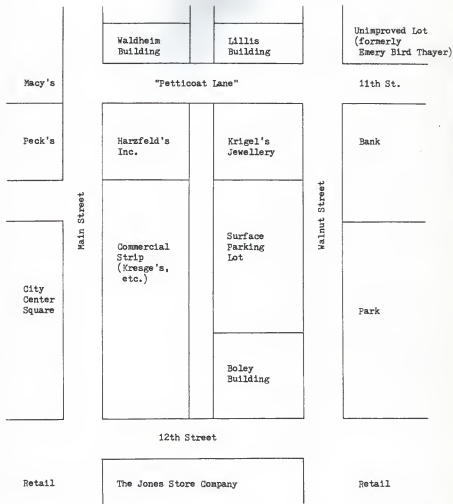 Waldheim
Building
Lillis
Building
Unimproved Lot
(formerly
Emery Bird Thayer)
Macy's
"Petticoat Lane"
11th St.
Peck's
Harzfeld's
Inc.
Krigel's
Jewellery
Bank
Main Street
Walnut Street
Commercial
Strip
(Kresge's,
etc.)
Surface
Parking
Lot
City
Center
Square
Park
Boley
Building
12th Street
Retail
The Jones Store Company
Retail